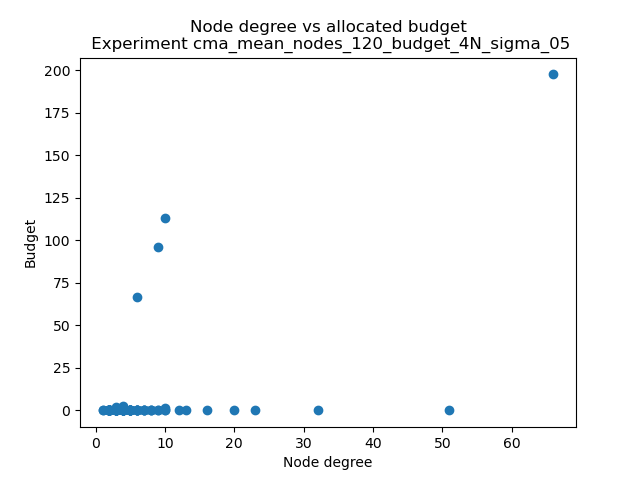 Node degree vs allocated budget
Experiment cma_mean_nodes_120_budget_4N_sigma_05
200
175
150
125
100
75
50
25
0
Budget
0 10 20 30 40 50 60
Node degree